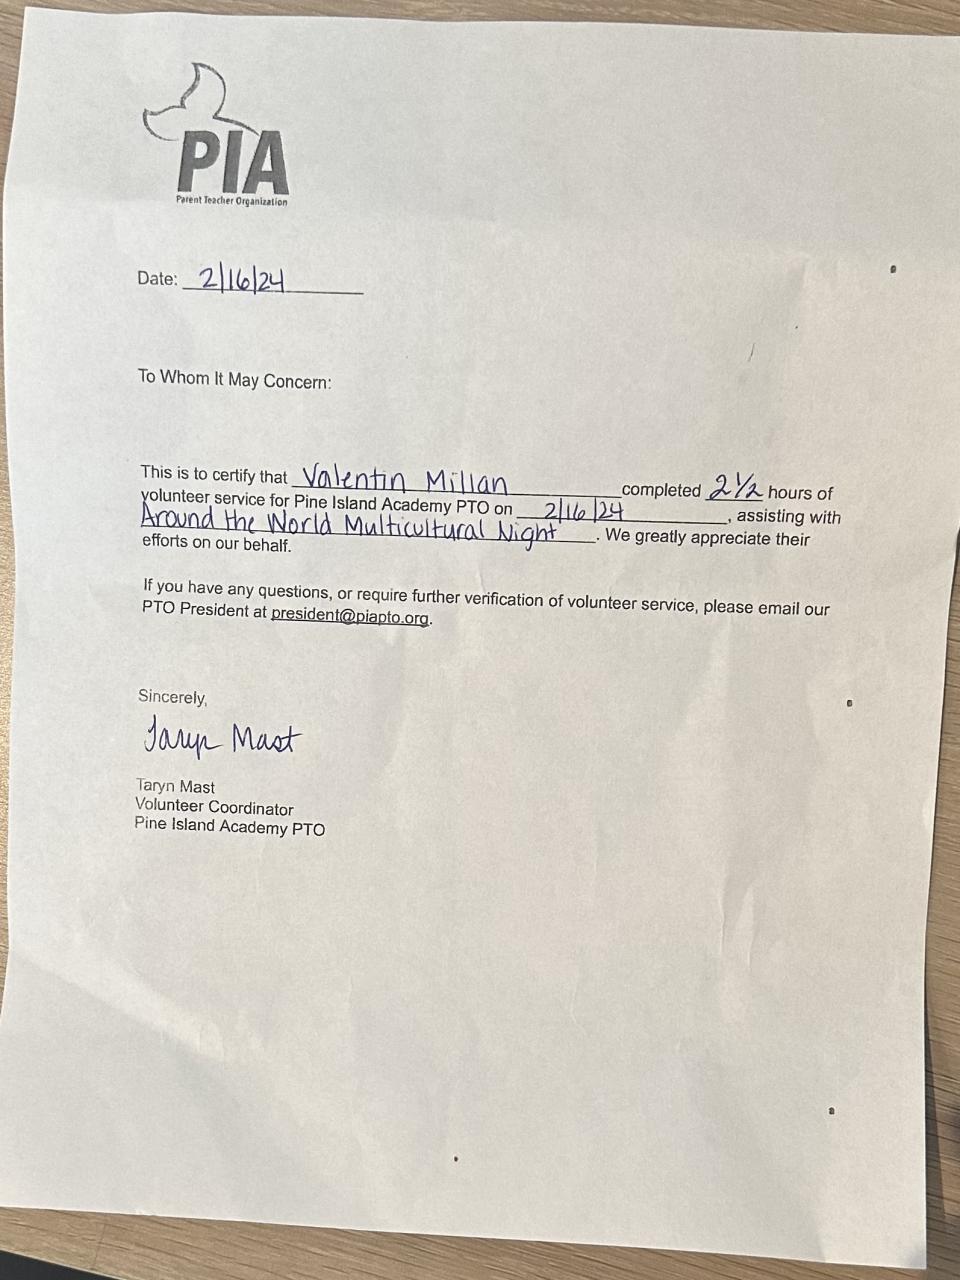 PIA
Parent Teacher Organization
Date: 2/16/24
To Whom It May Concern:
This is to certify that Valentin Millan completed 2 1/2 hours of
volunteer service for Pine Island Academy PTO on 2/16/24, assisting with
Around the World Multicultural Night. We greatly appreciate their
efforts on our behalf.
If you have any questions, or require further verification of volunteer service, please email our
PTO President at president@piapto.org.
Sincerely,
Taryn Mast
Taryn Mast
Volunteer Coordinator
Pine Island Academy PTO